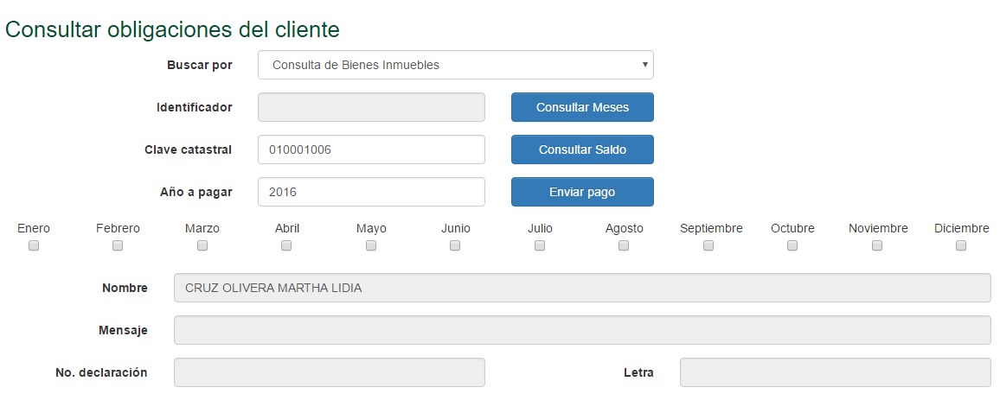 Consultar obligaciones del cliente
Buscar por Consulta de Bienes Inmuebles
Identificador Consultar Meses
Clave catastral 010001006 Consultar Saldo
Año a pagar 2016 Enviar pago
Enero Febrero Marzo Abril Mayo Junio Julio Agosto Septiembre Octubre Noviembre Diciembre
Nombre CRUZ OLIVERA MARTHA LIDIA
Mensaje
No. declaración Letra